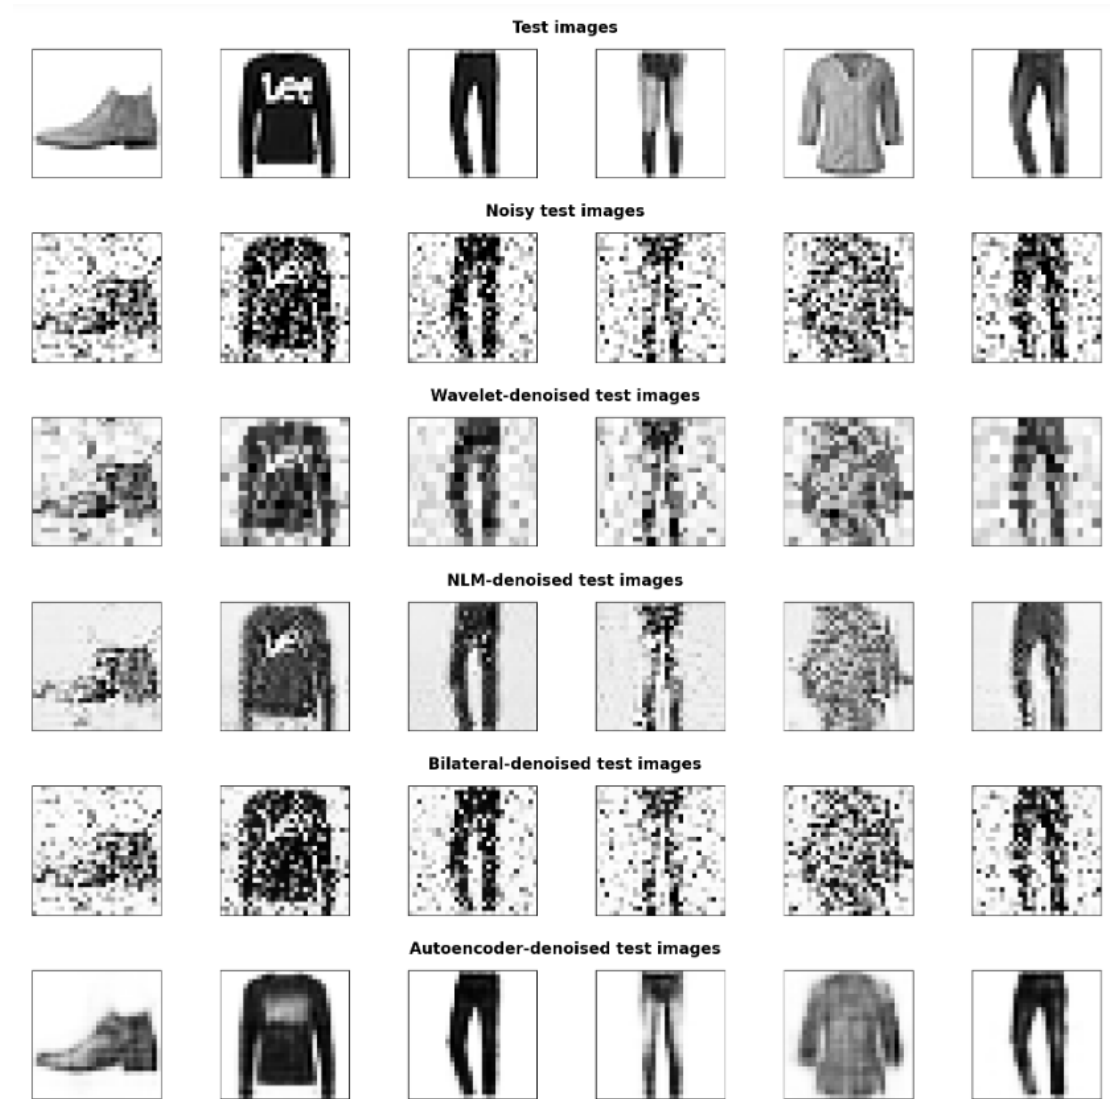 Test images
Lee
Noisy test images
Wavelet-denoised test images
NLM-denoised test images
Bilateral-denoised test images
Autoencoder-denoised test images